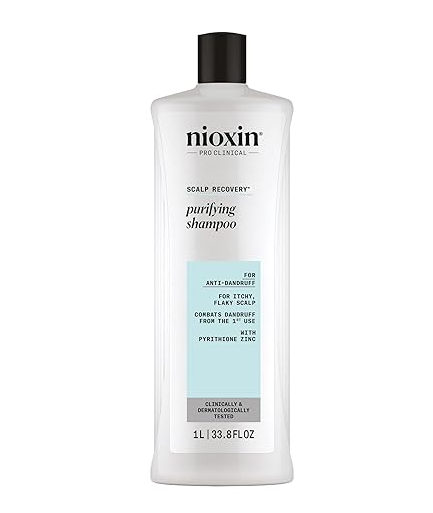 nioxin®
PRO CLINICAL
SCALP RECOVERY™
purifying
shampoo
FOR
ANTI-DANDRUFF
FOR ITCHY,
FLAKY SCALP
COMBATS DANDRUFF
FROM THE 1ST USE
WITH
PYRITHIONE ZINC
CLINICALLY &
DERMATOLOGICALLY
TESTED
1L | 33.8FLOZ